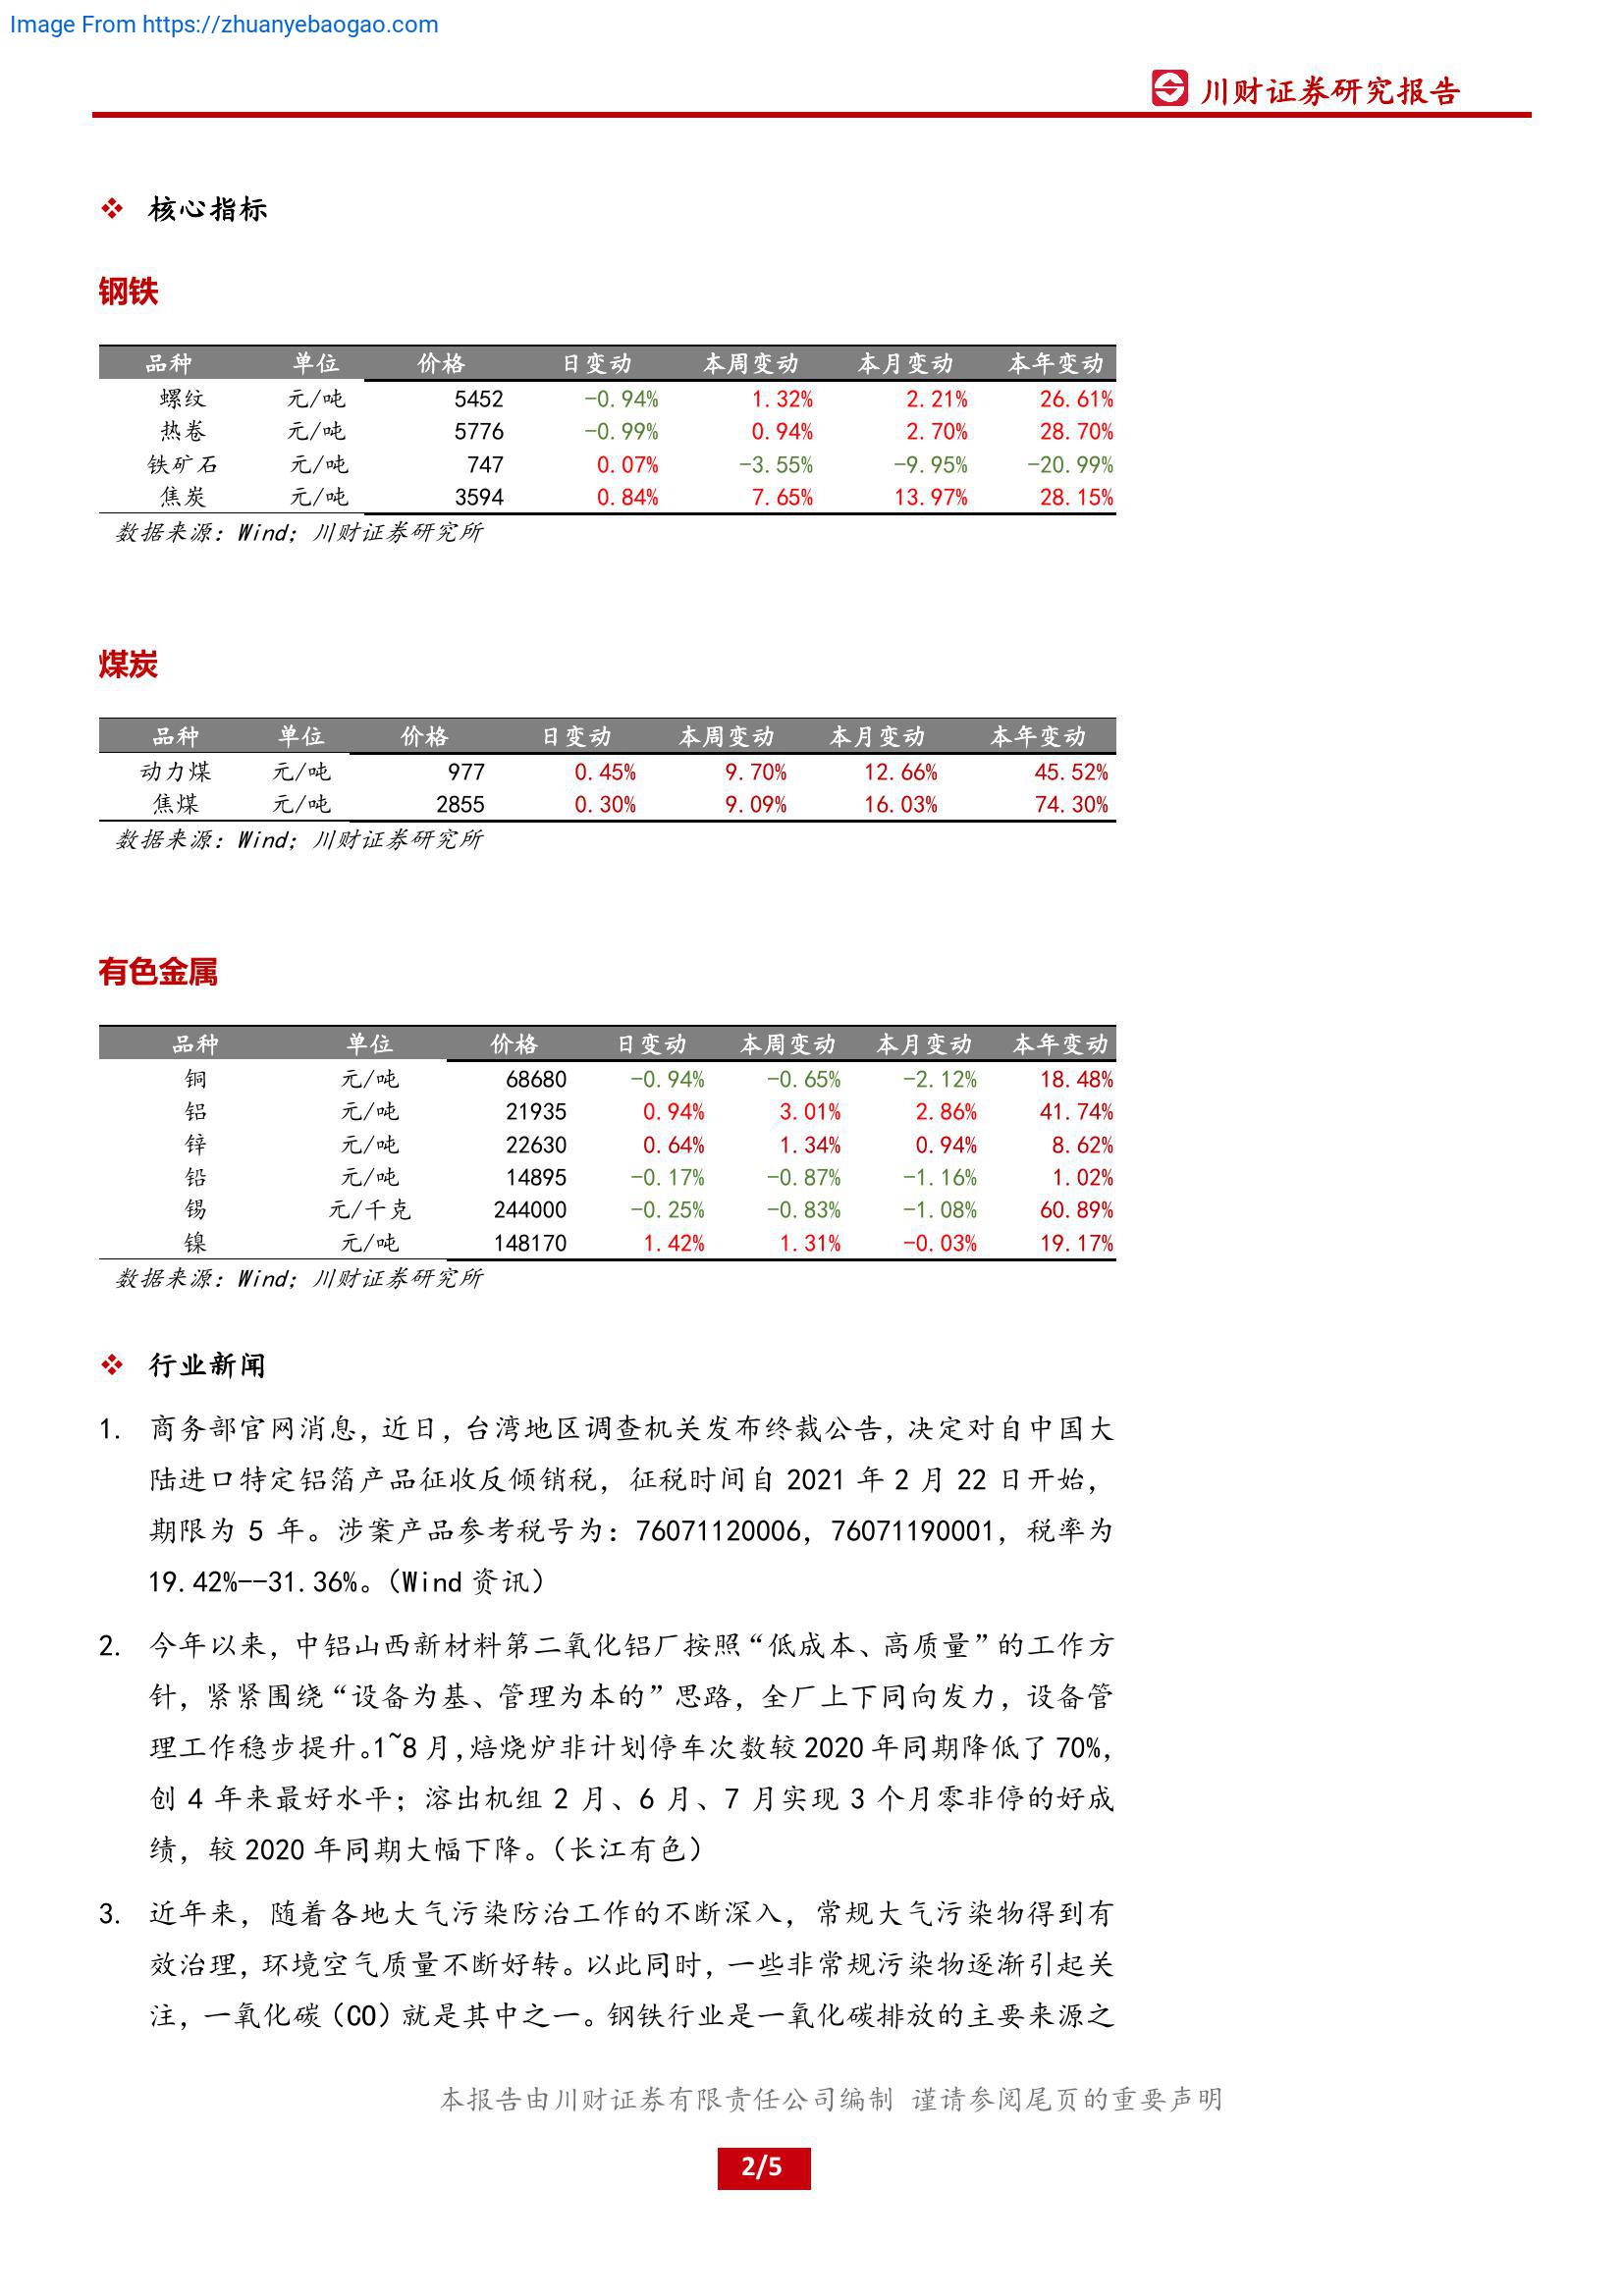 Image From https://zhuanyebaogao.com
川财证券研究报告
核心指标
钢铁
品种 单位 价格 日变动 本周变动 本月变动 本年变动
螺纹 元/吨 5452 -0.94% 1.32% 2.21% 26.61%
热卷 元/吨 5776 -0.99% 0.94% 2.70% 28.70%
铁矿石 元/吨 747 0.07% -3.55% -9.95% -20.99%
焦炭 元/吨 3594 0.84% 7.65% 13.97% 28.15%
数据来源：Wind；川财证券研究所
煤炭
品种 单位 价格 日变动 本周变动 本月变动 本年变动
动力煤 元/吨 977 0.45% 9.70% 12.66% 45.52%
焦煤 元/吨 2855 0.30% 9.09% 16.03% 74.30%
数据来源：Wind；川财证券研究所
有色金属
品种 单位 价格 日变动 本周变动 本月变动 本年变动
铜 元/吨 68680 -0.94% -0.65% -2.12% 18.48%
铝 元/吨 21935 0.94% 3.01% 2.86% 41.74%
锌 元/吨 22630 0.64% 1.34% 0.94% 8.62%
铅 元/吨 14895 -0.17% -0.87% -1.16% 1.02%
锡 元/千克 244000 -0.25% -0.83% -1.08% 60.89%
镍 元/吨 148170 1.42% 1.31% -0.03% 19.17%
数据来源：Wind；川财证券研究所
行业新闻
1. 商务部官网消息，近日，台湾地区调查机关发布终裁公告，决定对自中国大
陆进口特定铝箔产品征收反倾销税，征税时间自 2021 年 2 月 22 日开始，
期限为 5 年。涉案产品参考税号为：76071120006，76071190001，税率为
19.42%--31.36%。（Wind 资讯）
2. 今年以来，中铝山西新材料第二氧化铝厂按照“低成本、高质量”的工作方
针，紧紧围绕“设备为基、管理为本的”思路，全厂上下同向发力，设备管
理工作稳步提升。1~8 月，焙烧炉非计划停车次数较 2020 年同期降低了 70%，
创 4 年来最好水平；溶出机组 2 月、6 月、7 月实现 3 个月零非停的好成
绩，较 2020 年同期大幅下降。（长江有色）
3. 近年来，随着各地大气污染防治工作的不断深入，常规大气污染物得到有
效治理，环境空气质量不断好转。以此同时，一些非常规污染物逐渐引起关
注，一氧化碳（CO）就是其中之一。钢铁行业是一氧化碳排放的主要来源之
本报告由川财证券有限责任公司编制 谨请参阅尾页的重要声明
2/5